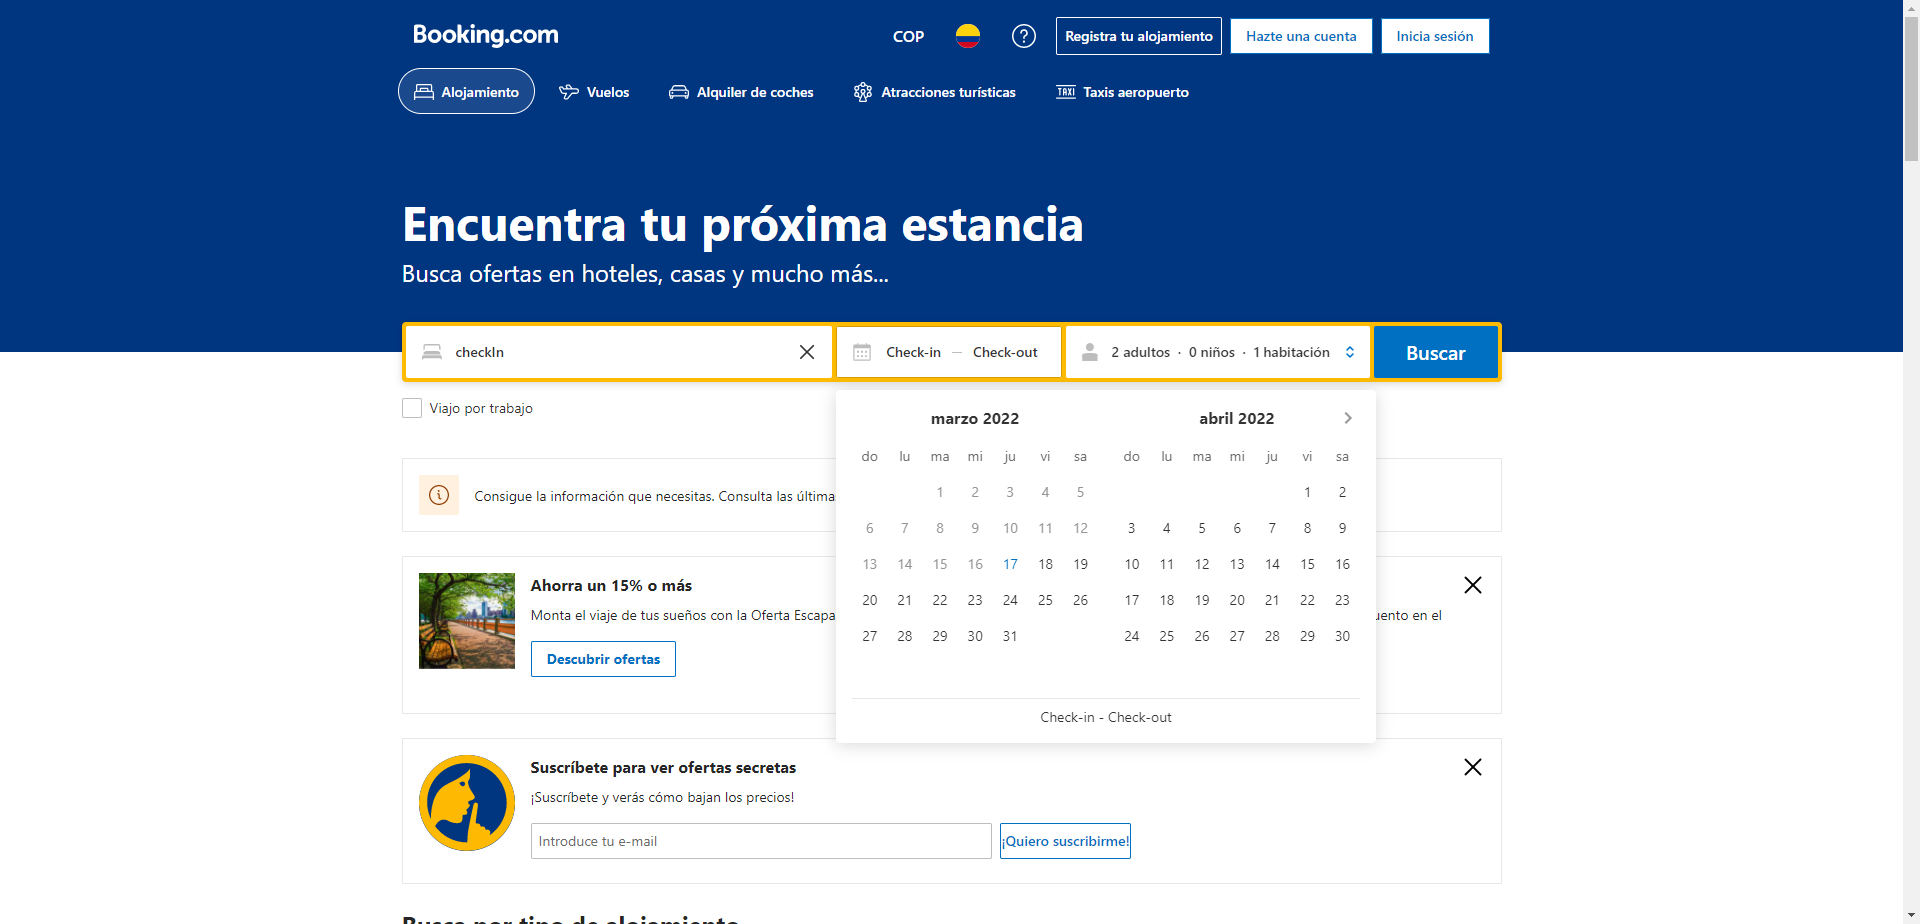 Booking.com
COP
Registra tu alojamiento
Hazte una cuenta
Inicia sesión
Alojamiento
Vuelos
Alquiler de coches
Atracciones turísticas
TAXI
Taxis aeropuerto
Encuentra tu próxima estancia
Busca ofertas en hoteles, casas y mucho más...
checkIn
Check-in — Check-out
2 adultos · 0 niños · 1 habitación
Buscar
Viajo por trabajo
marzo 2022
do lu ma mi ju vi sa
1 2 3 4 5
6 7 8 9 10 11 12
13 14 15 16 17 18 19
20 21 22 23 24 25 26
27 28 29 30 31
abril 2022
do lu ma mi ju vi sa
1 2
3 4 5 6 7 8 9
10 11 12 13 14 15 16
17 18 19 20 21 22 23
24 25 26 27 28 29 30
Check-in - Check-out
Consigue la información que necesitas. Consulta las última
Ahorra un 15% o más
Monta el viaje de tus sueños con la Oferta Escapa
uento en el
Descubrir ofertas
Suscríbete para ver ofertas secretas
¡Suscríbete y verás cómo bajan los precios!
Introduce tu e-mail
¡Quiero suscribirme!
Busca por tipo de alojamiento